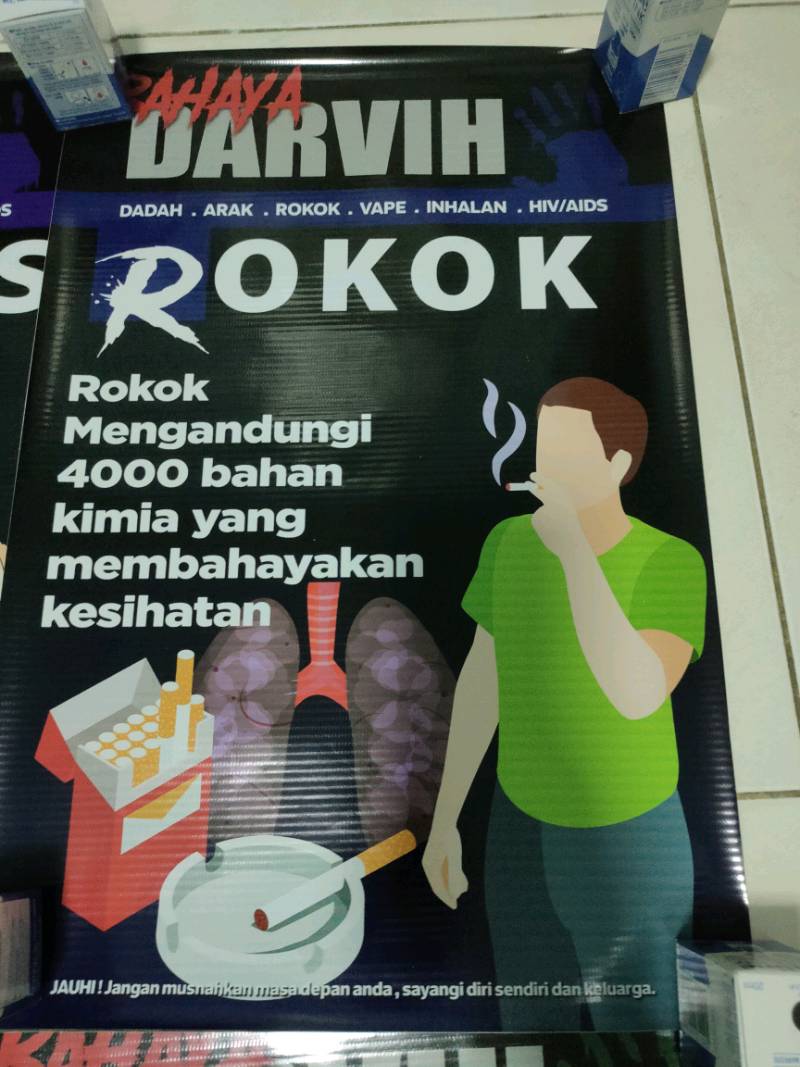 BAHAYA
DARVIH
DADAH . ARAK . ROKOK . VAPE . INHALAN . HIV/AIDS
ROKOK
Rokok
Mengandungi
4000 bahan
kimia yang
membahayakan
kesihatan
JAUHI ! Jangan musnahkan masa depan anda , sayangi diri sendiri dan keluarga.